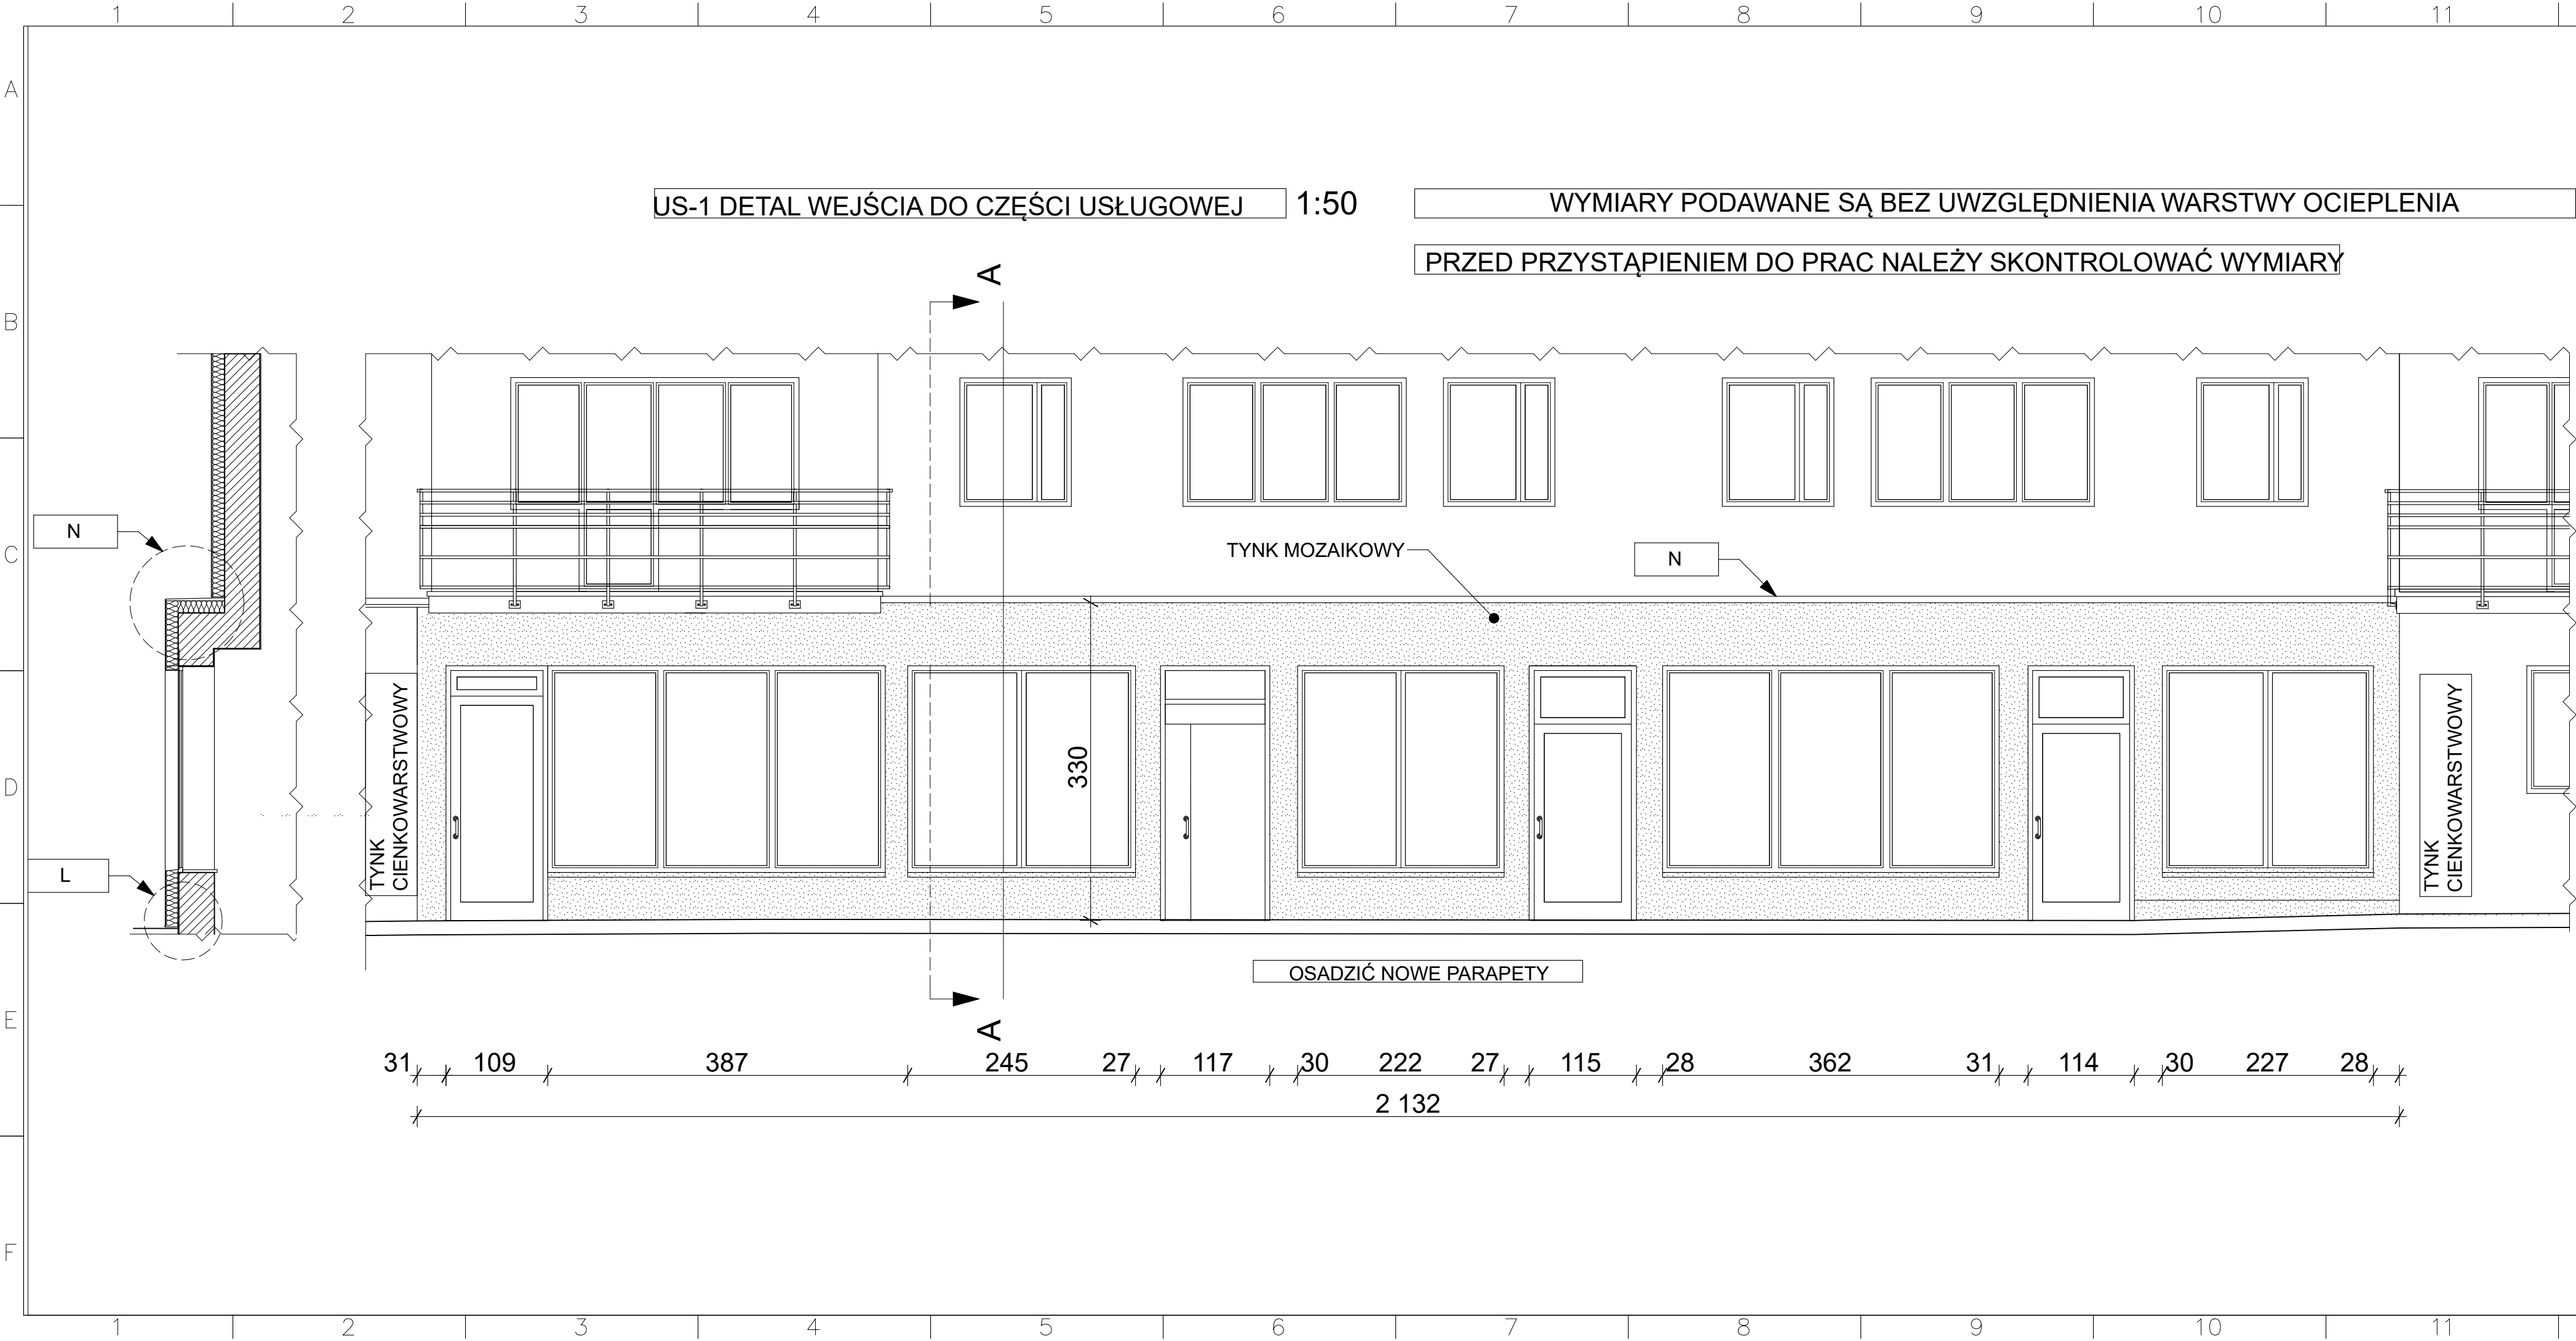 1 2 3 4 5 6 7 8 9 10 11
A
B
C
D
E
F
US-1 DETAL WEJŚCIA DO CZĘŚCI USŁUGOWEJ 1:50
WYMIARY PODAWANE SĄ BEZ UWZGLĘDNIENIA WARSTWY OCIEPLENIA
PRZED PRZYSTĄPIENIEM DO PRAC NALEŻY SKONTROLOWAĆ WYMIARY
A
N
TYNK MOZAIKOWY
N
TYNK
CIENKOWARSTWOWY
330
TYNK
CIENKOWARSTWOWY
L
OSADZIĆ NOWE PARAPETY
A
31 109 387 245 27 117 30 222 27 115 28 362 31 114 30 227 28
2 132
1 2 3 4 5 6 7 8 9 10 11